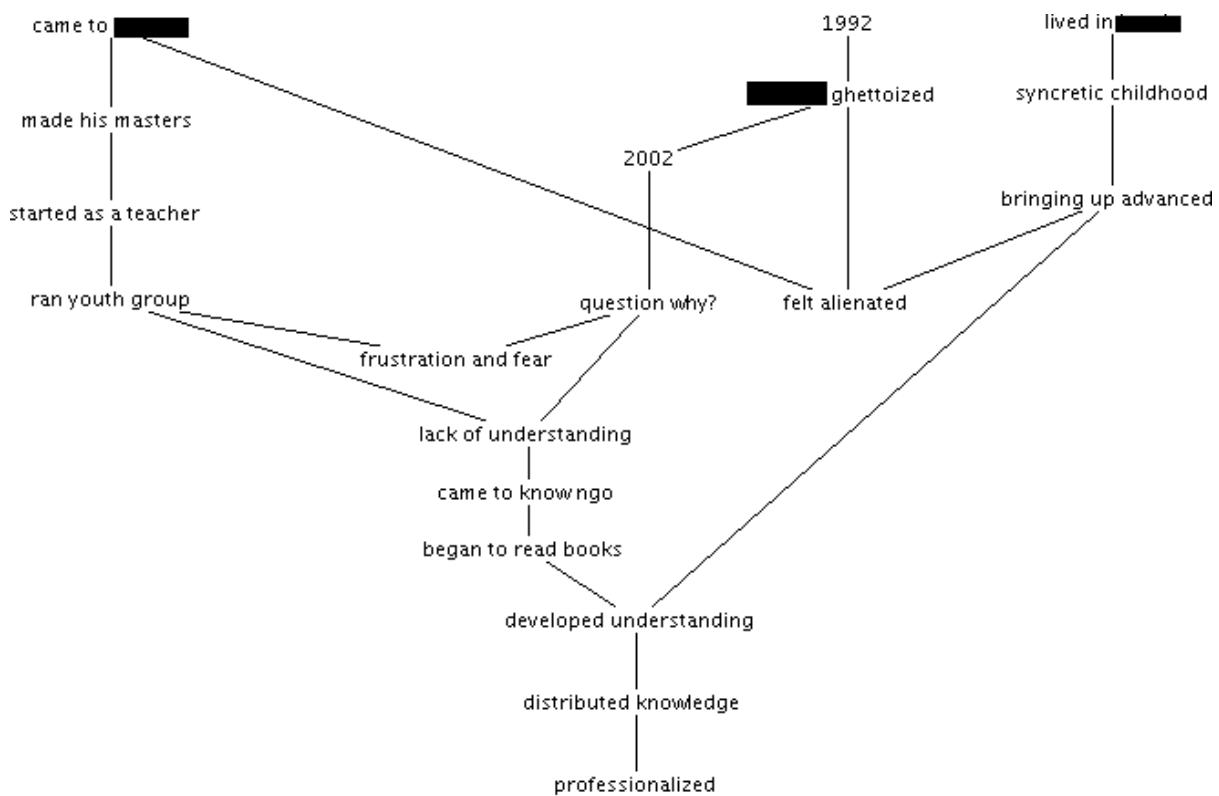 came to
1992
lived in
ghettoized
syncretic childhood
made his masters
2002
bringing up advanced
started as a teacher
ran youth group
question why?
felt alienated
frustration and fear
lack of understanding
came to know ngo
began to read books
developed understanding
distributed knowledge
professionalized